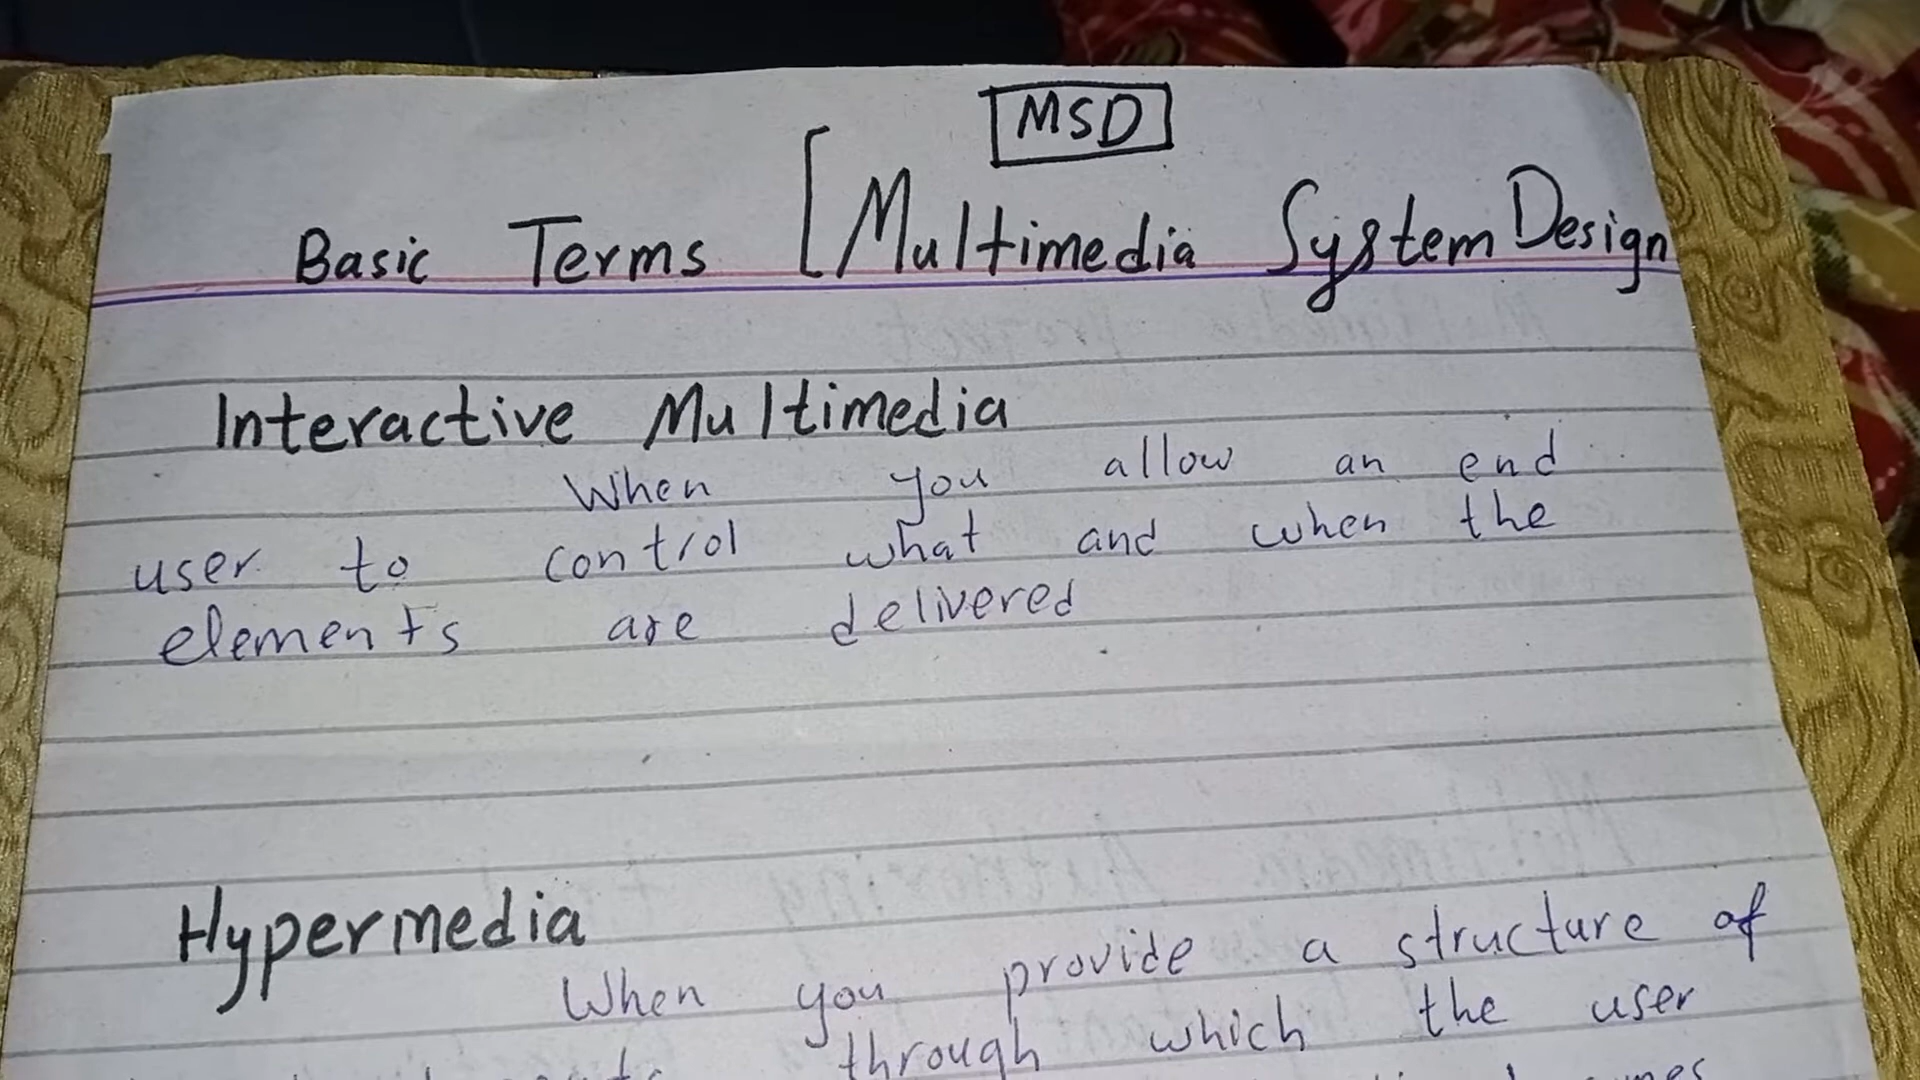 MSD
Basic Terms [Multimedia System Design
Interactive Multimedia
When you allow an end
user to control what and when the
elements are delivered
Hypermedia
When you provide a structure of
through which the user